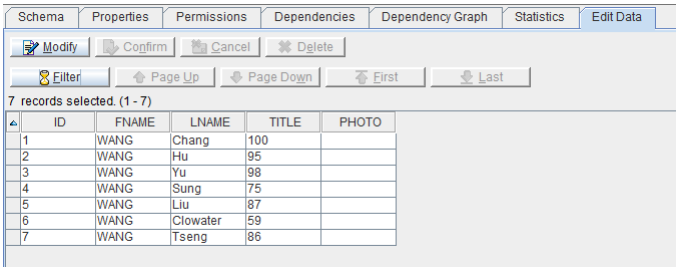 Schema Properties Permissions Dependencies Dependency Graph Statistics Edit Data
Modify Confirm Cancel Delete
Filter Page Up Page Down First Last
7 records selected. (1 - 7)
ID FNAME LNAME TITLE PHOTO
1 WANG Chang 100
2 WANG Hu 95
3 WANG Yu 98
4 WANG Sung 75
5 WANG Liu 87
6 WANG Clowater 59
7 WANG Tseng 86